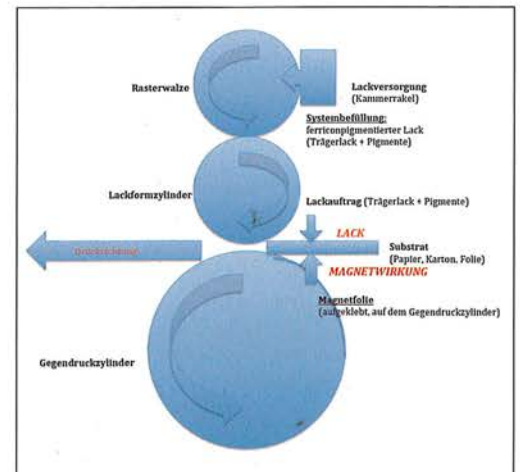 Rasterwalze
Lackversorgung
(Kammerrakel)
Systembefüllung:
ferriconpigmentierter Lack
(Trägerlack + Pigmente)
Lackformzylinder
Lackauftrag (Trägerlack + Pigmente)
LACK
Druckrichtung
Substrat
(Papier, Karton, Folie)
MAGNETWIRKUNG
Magnetfolie
(aufgeklebt, auf dem Gegendruckzylinder)
Gegendruckzylinder